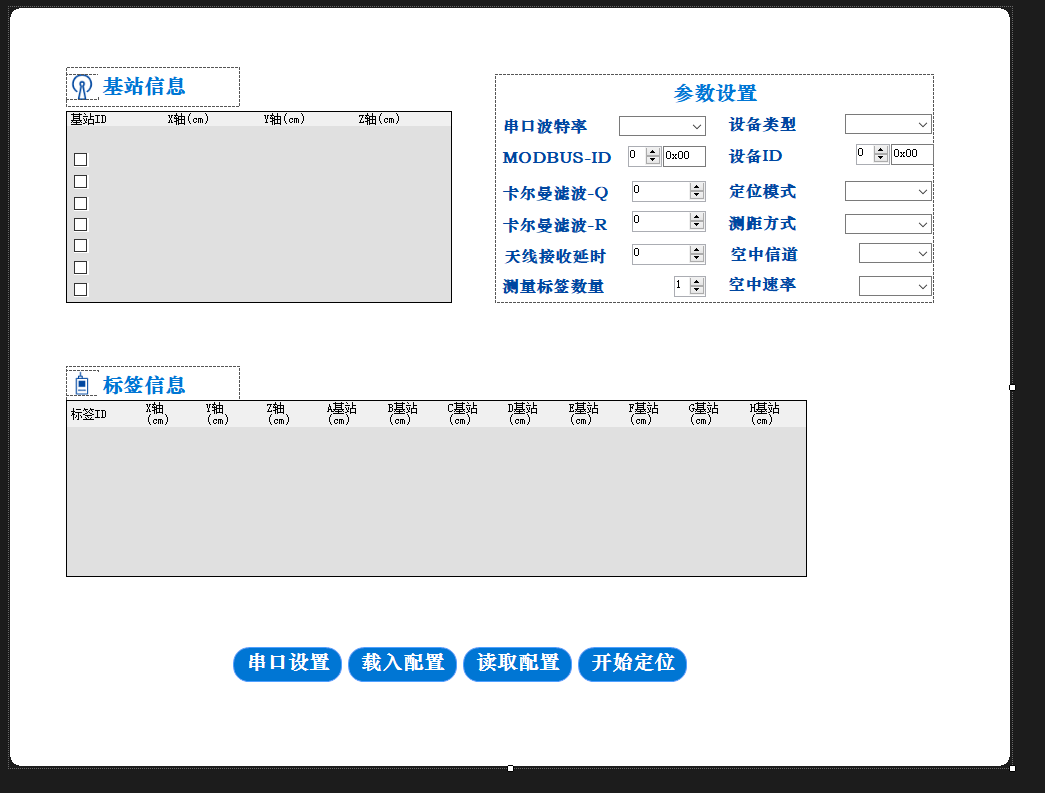 基站信息
基站ID X轴(cm) Y轴(cm) Z轴(cm)
参数设置
串口波特率 设备类型
MODBUS-ID 0 0x00 设备ID 0 0x00
卡尔曼滤波-Q 0 定位模式
卡尔曼滤波-R 0 测距方式
天线接收延时 0 空中信道
测量标签数量 1 空中速率
标签信息
标签ID X轴(cm) Y轴(cm) Z轴(cm) A基站(cm) B基站(cm) C基站(cm) D基站(cm) E基站(cm) F基站(cm) G基站(cm) H基站(cm)
串口设置 载入配置 读取配置 开始定位